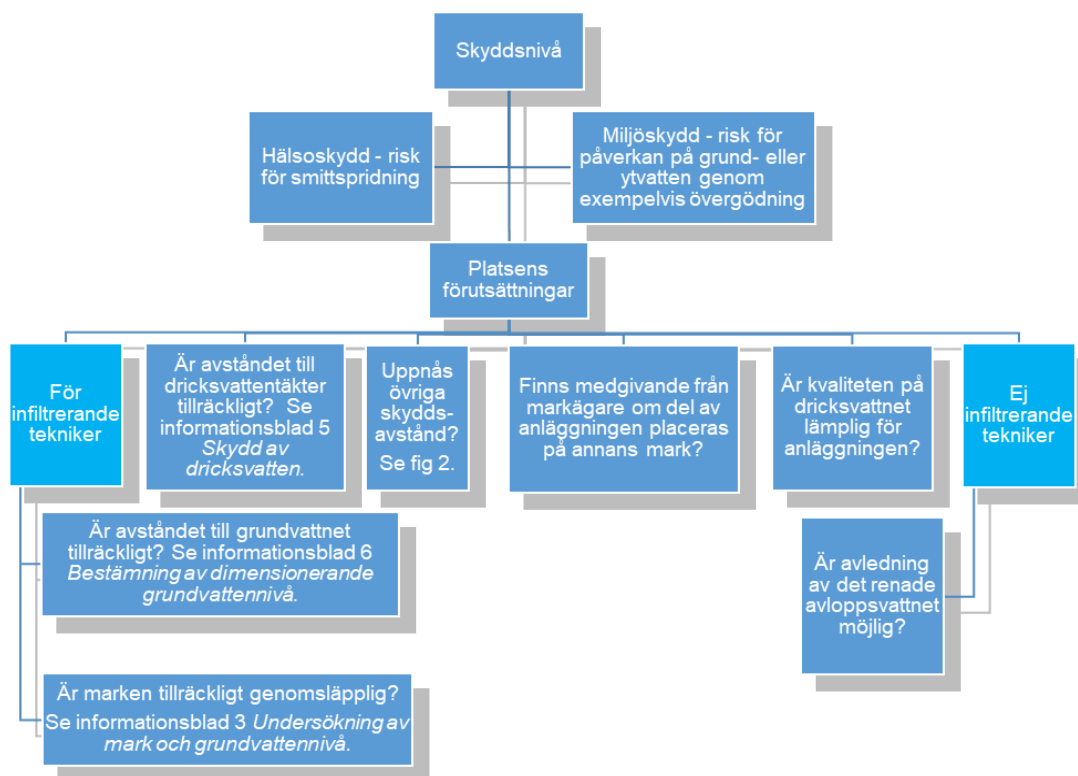 Skyddsnivå
Hälsoskydd - risk
för smittspridning
Miljöskydd - risk för
påverkan på grund- eller
ytvatten genom
exempelvis övergödning
Platsens
förutsättningar
För
infiltrerande
tekniker
Är avståndet till
dricksvattentäkter
tillräckligt? Se
informationsblad 5
Skydd av
dricksvatten.
Uppnås
övriga
skydds-
avstånd?
Se fig 2.
Finns medgivande från
markägare om del av
anläggningen placeras
på annans mark?
Är kvaliteten på
dricksvattnet
lämplig för
anläggningen?
Ej
infiltrerande
tekniker
Är avståndet till grundvattnet
tillräckligt? Se informationsblad 6
Bestämning av dimensionerande
grundvattennivå.
Är avledning
av det renade
avloppsvattnet
möjlig?
Är marken tillräckligt genomsläpplig?
Se informationsblad 3 Undersökning av
mark och grundvattennivå.